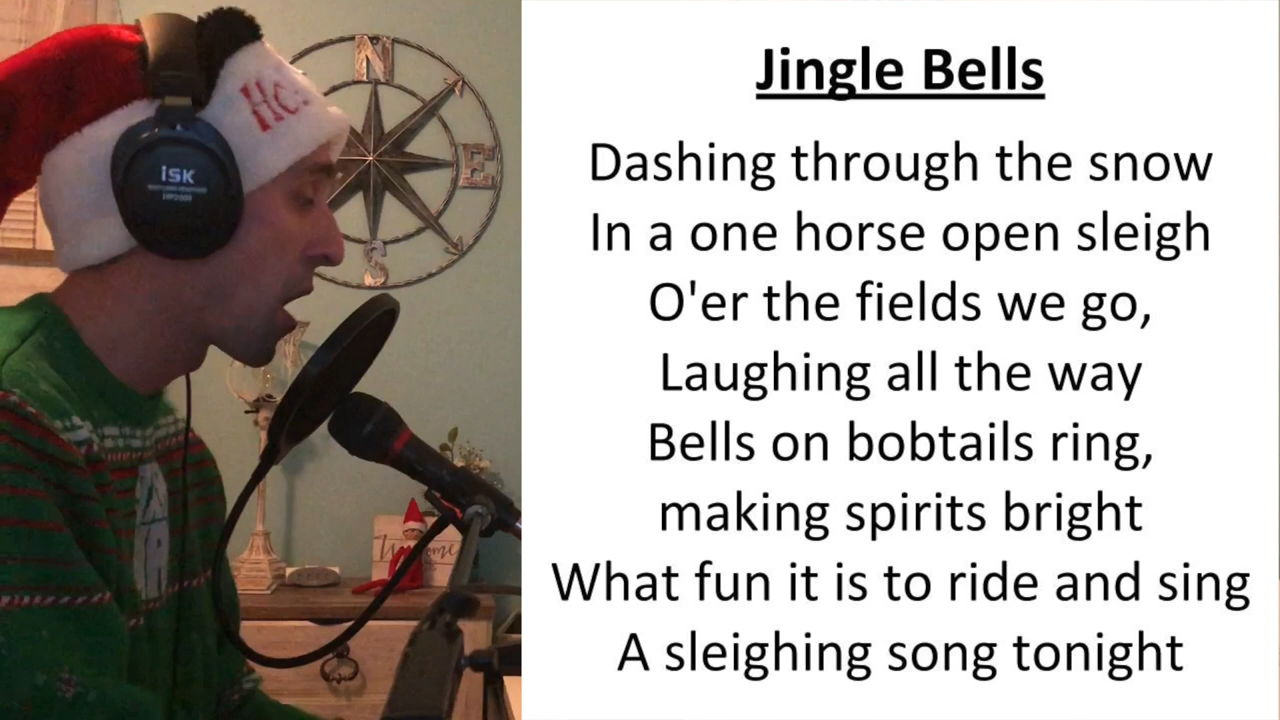 Ho
iSK
N
E
S
Welcome
Jingle Bells
Dashing through the snow
In a one horse open sleigh
O'er the fields we go,
Laughing all the way
Bells on bobtails ring,
making spirits bright
What fun it is to ride and sing
A sleighing song tonight